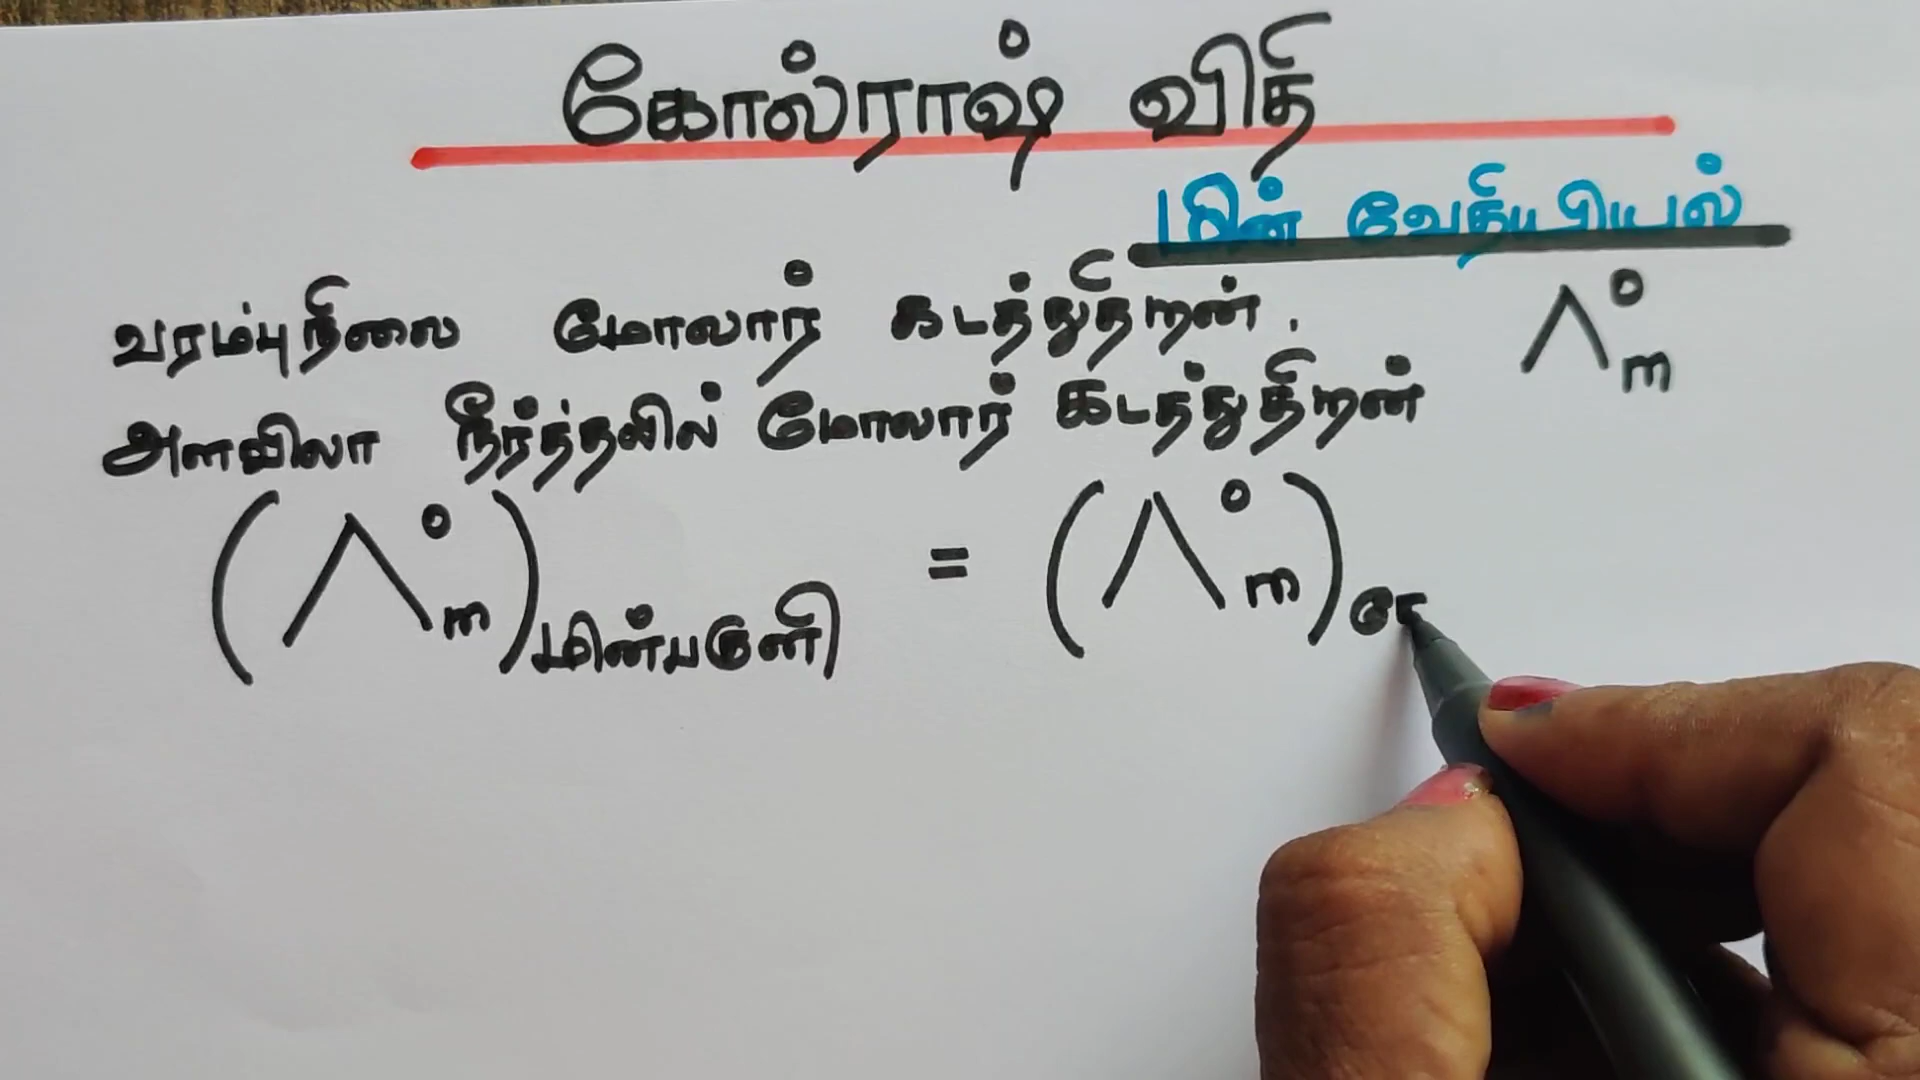 கோல்ராஷ் விதி
மின் வேதியியல்
வரம்புநிலை மோலார் கடத்துதிறன்.
Λ°m
அளவிலா நீர்த்தலில் மோலார் கடத்துதிறன்
(Λ°m)மின்பகுளி = (Λ°m)